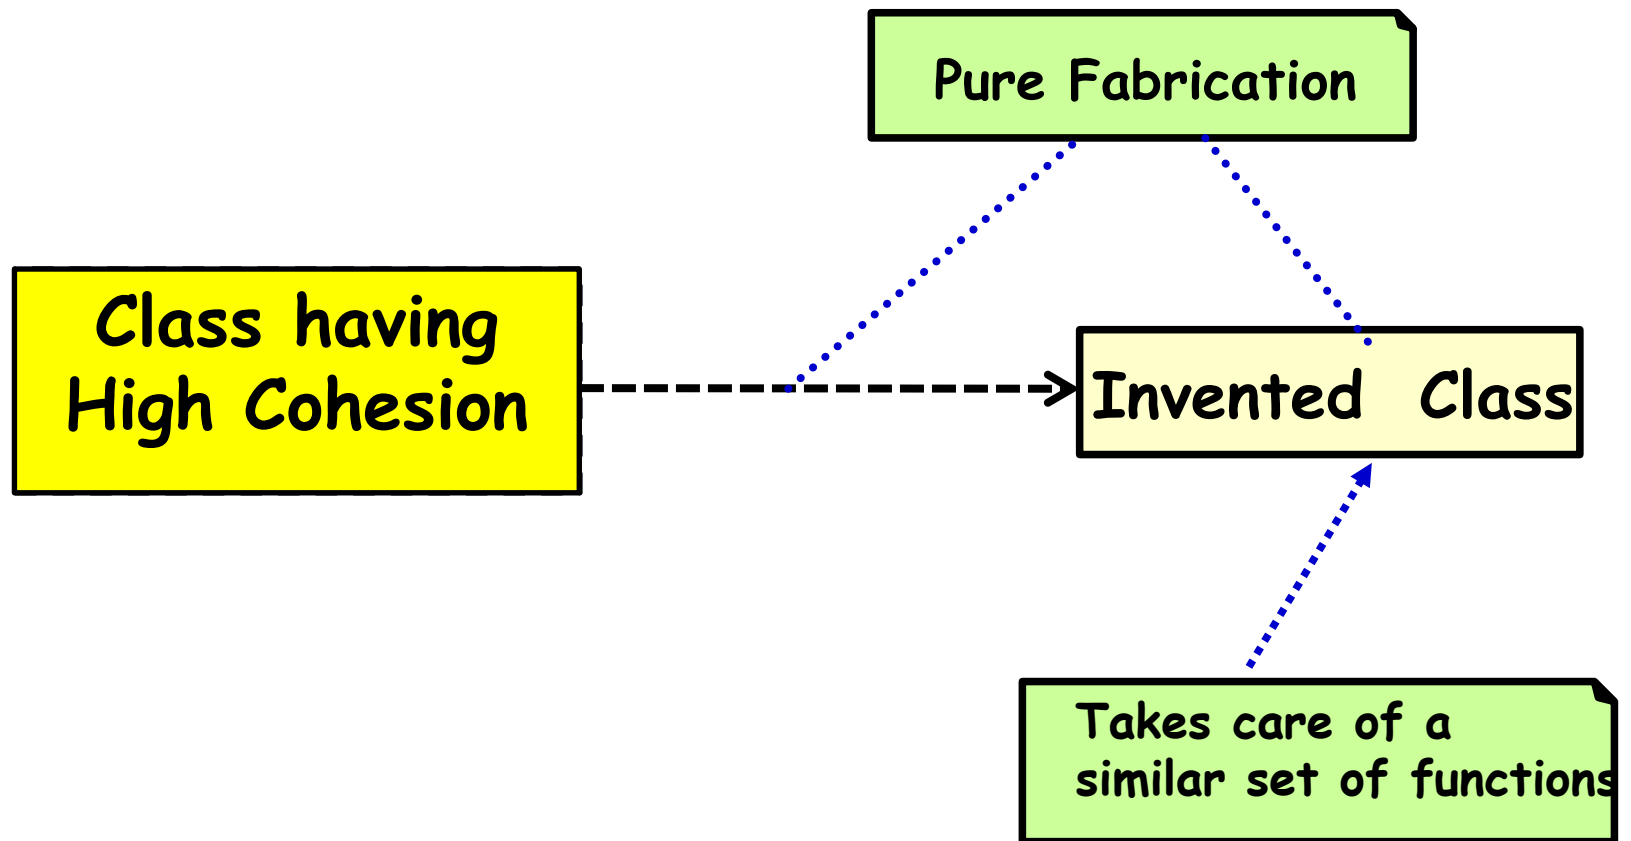 Pure Fabrication
Class having
High Cohesion
Invented Class
Takes care of a
similar set of functions